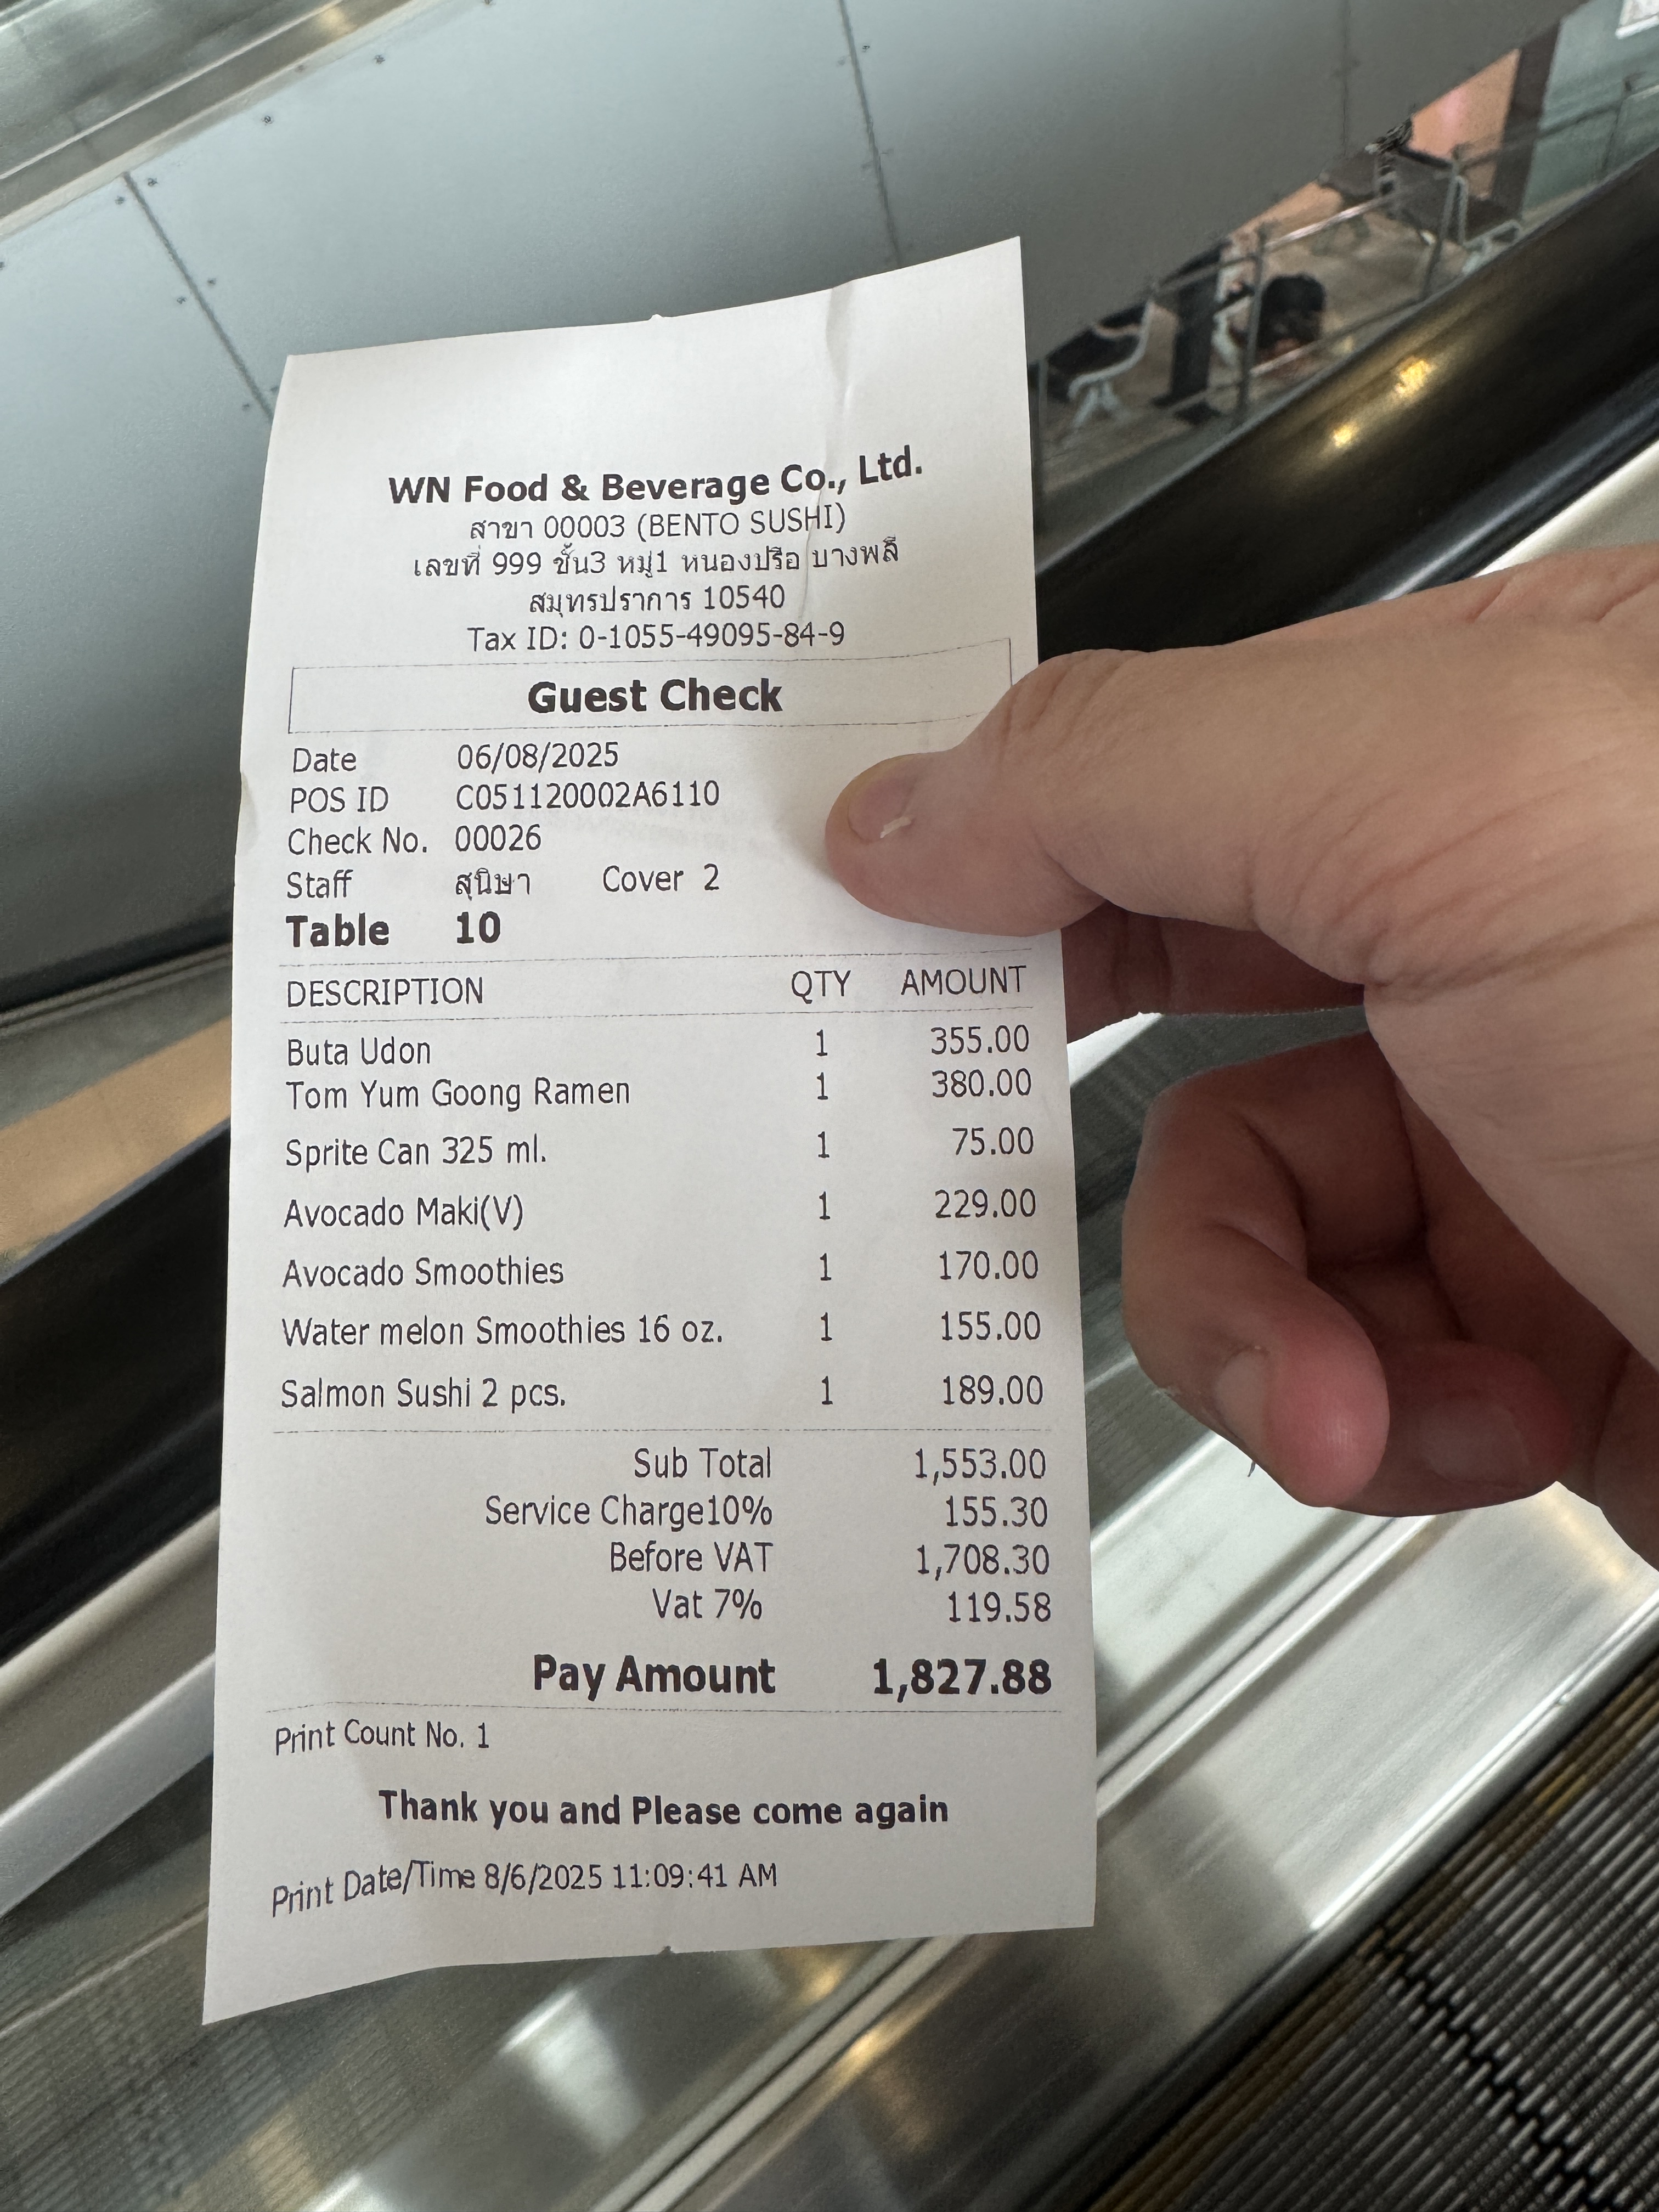 WN Food & Beverage Co., Ltd.
สาขา 00003 (BENTO SUSHI)
เลขที่ 999 ชั้น3 หมู่1 หนองปรือ บางพลี
สมุทรปราการ 10540
Tax ID: 0-1055-49095-84-9
Guest Check
Date 06/08/2025
POS ID C051120002A6110
Check No. 00026
Staff สุนิษา Cover 2
Table 10
DESCRIPTION QTY AMOUNT
Buta Udon 1 355.00
Tom Yum Goong Ramen 1 380.00
Sprite Can 325 ml. 1 75.00
Avocado Maki(V) 1 229.00
Avocado Smoothies 1 170.00
Water melon Smoothies 16 oz. 1 155.00
Salmon Sushi 2 pcs. 1 189.00
Sub Total 1,553.00
Service Charge10% 155.30
Before VAT 1,708.30
Vat 7% 119.58
Pay Amount 1,827.88
Print Count No. 1
Thank you and Please come again
Print Date/Time 8/6/2025 11:09:41 AM